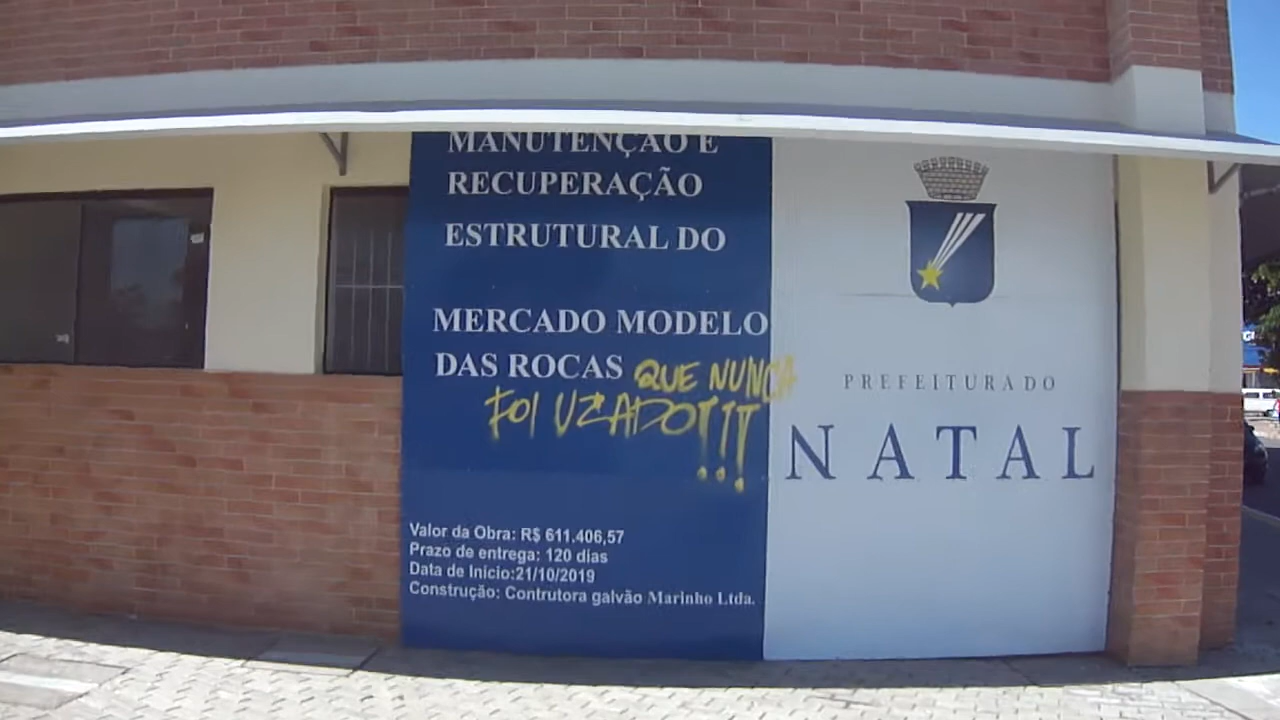 MANUTENÇÃO E
RECUPERAÇÃO
ESTRUTURAL DO
MERCADO MODELO
DAS ROCAS QUE NUNCA
FOI UZADO!!!
Valor da Obra: R$ 611.406,57
Prazo de entrega: 120 dias
Data de Início:21/10/2019
Construção: Contrutora galvão Marinho Ltda.
PREFEITURA DO
NATAL